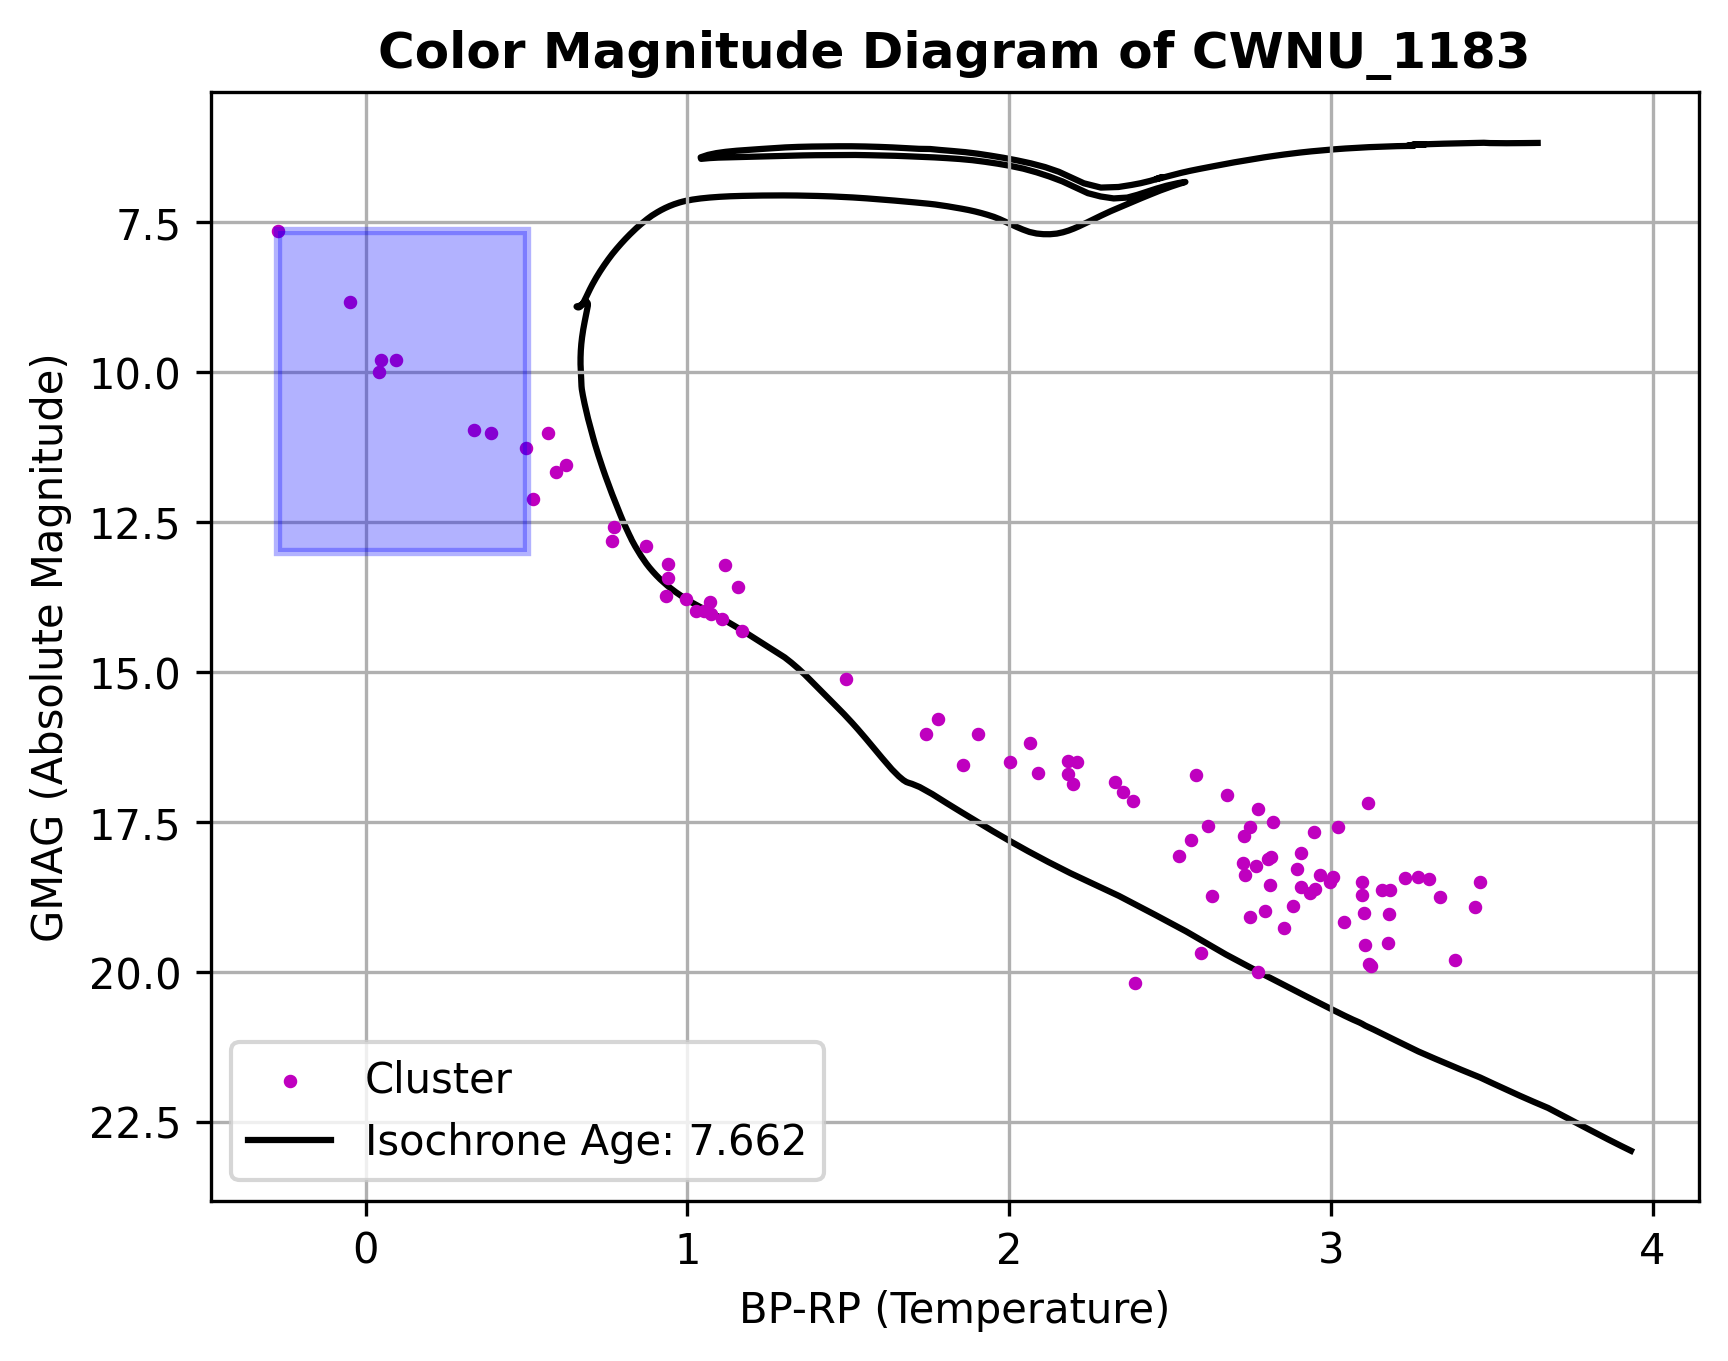 Color Magnitude Diagram of CWNU_1183
GMAG (Absolute Magnitude)
7.5
10.0
12.5
15.0
17.5
20.0
22.5
Cluster
Isochrone Age: 7.662
0 1 2 3 4
BP-RP (Temperature)